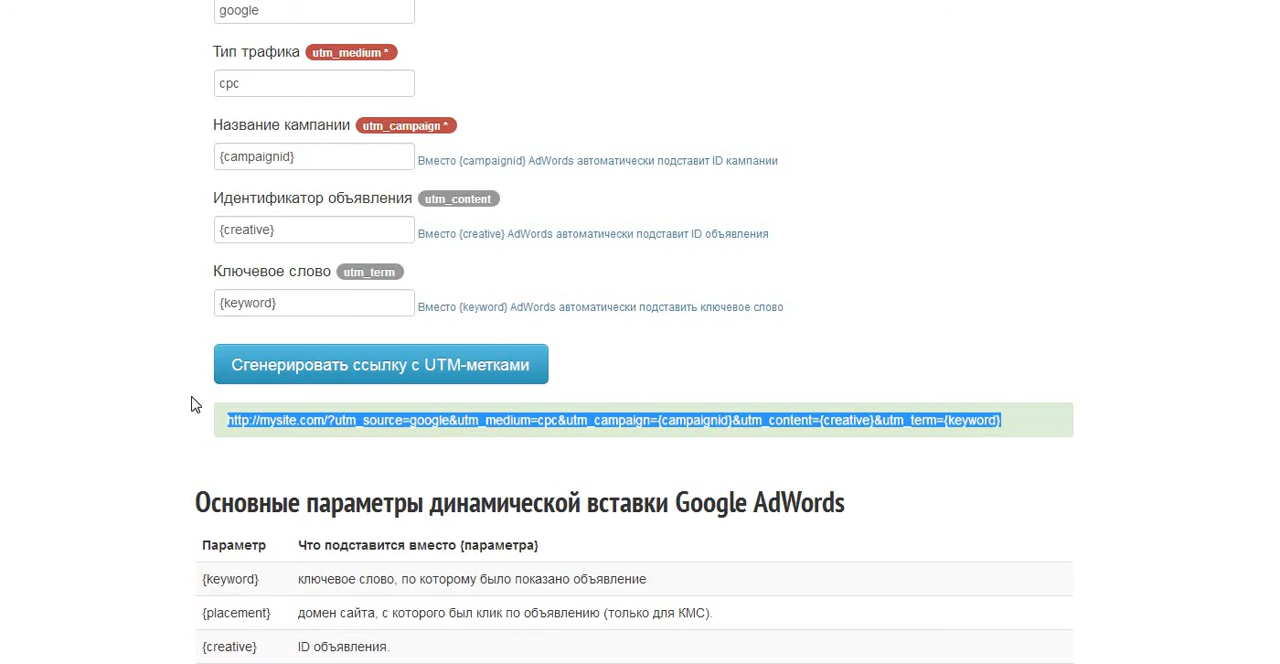 google
Тип трафика utm_medium *
cpc
Название кампании utm_campaign *
{campaignid} Вместо {campaignid} AdWords автоматически подставит ID кампании
Идентификатор объявления utm_content
{creative} Вместо {creative} AdWords автоматически подставит ID объявления
Ключевое слово utm_term
{keyword} Вместо {keyword} AdWords автоматически подставить ключевое слово
Сгенерировать ссылку с UTM-метками
http://mysite.com/?utm_source=google&utm_medium=cpc&utm_campaign={campaignid}&utm_content={creative}&utm_term={keyword}
Основные параметры динамической вставки Google AdWords
Параметр Что подставится вместо {параметра}
{keyword} ключевое слово, по которому было показано объявление
{placement} домен сайта, с которого был клик по объявлению (только для КМС).
{creative} ID объявления.